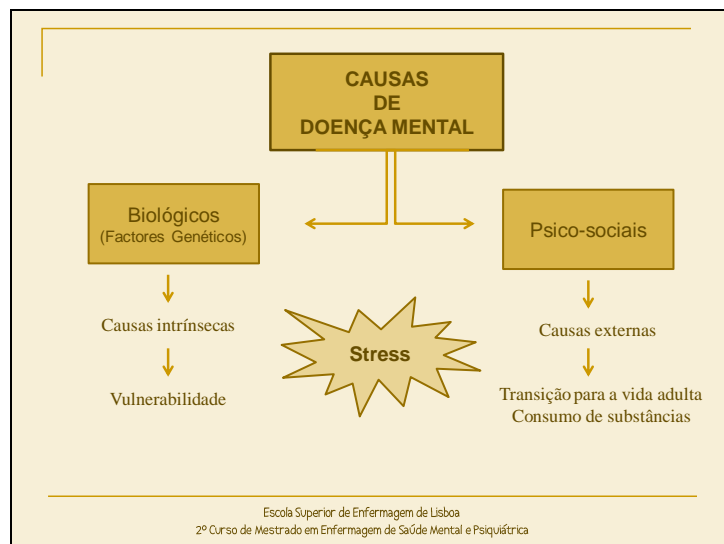 CAUSAS
DE
DOENÇA MENTAL
Biológicos
(Factores Genéticos)
Psico-sociais
Causas intrínsecas
Causas externas
Stress
Vulnerabilidade
Transição para a vida adulta
Consumo de substâncias
Escola Superior de Enfermagem de Lisboa
2º Curso de Mestrado em Enfermagem de Saúde Mental e Psiquiátrica